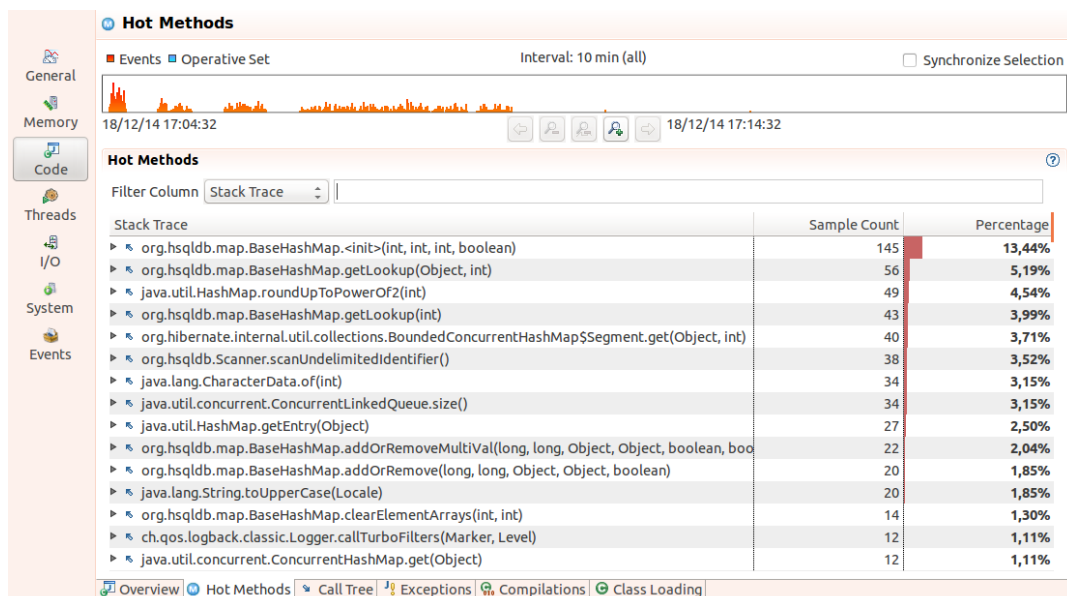 Hot Methods
General
Memory
Code
Threads
I/O
System
Events
Events Operative Set Interval: 10 min (all) Synchronize Selection
18/12/14 17:04:32 18/12/14 17:14:32
Hot Methods
Filter Column Stack Trace
Stack Trace Sample Count Percentage
org.hsqldb.map.BaseHashMap.<init>(int, int, int, boolean) 145 13,44%
org.hsqldb.map.BaseHashMap.getLookup(Object, int) 56 5,19%
java.util.HashMap.roundUpToPowerOf2(int) 49 4,54%
org.hsqldb.map.BaseHashMap.getLookup(int) 43 3,99%
org.hibernate.internal.util.collections.BoundedConcurrentHashMap$Segment.get(Object, int) 40 3,71%
org.hsqldb.Scanner.scanUndelimitedIdentifier() 38 3,52%
java.lang.CharacterData.of(int) 34 3,15%
java.util.concurrent.ConcurrentLinkedQueue.size() 34 3,15%
java.util.HashMap.getEntry(Object) 27 2,50%
org.hsqldb.map.BaseHashMap.addOrRemoveMultiVal(long, long, Object, Object, boolean, boo 22 2,04%
org.hsqldb.map.BaseHashMap.addOrRemove(long, long, Object, Object, boolean) 20 1,85%
java.lang.String.toUpperCase(Locale) 20 1,85%
org.hsqldb.map.BaseHashMap.clearElementArrays(int, int) 14 1,30%
ch.qos.logback.classic.Logger.callTurboFilters(Marker, Level) 12 1,11%
java.util.concurrent.ConcurrentHashMap.get(Object) 12 1,11%
Overview Hot Methods Call Tree Exceptions Compilations Class Loading